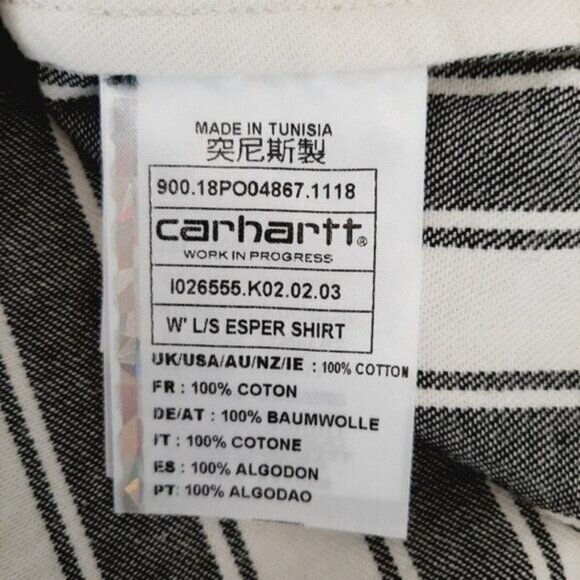 MADE IN TUNISIA
突尼斯製
900.18PO04867.1118
carhartt®
WORK IN PROGRESS
I026555.K02.02.03
W' L/S ESPER SHIRT
UK/USA/AU/NZ/IE : 100% COTTON
FR : 100% COTON
DE/AT : 100% BAUMWOLLE
IT : 100% COTONE
ES : 100% ALGODON
PT: 100% ALGODAO